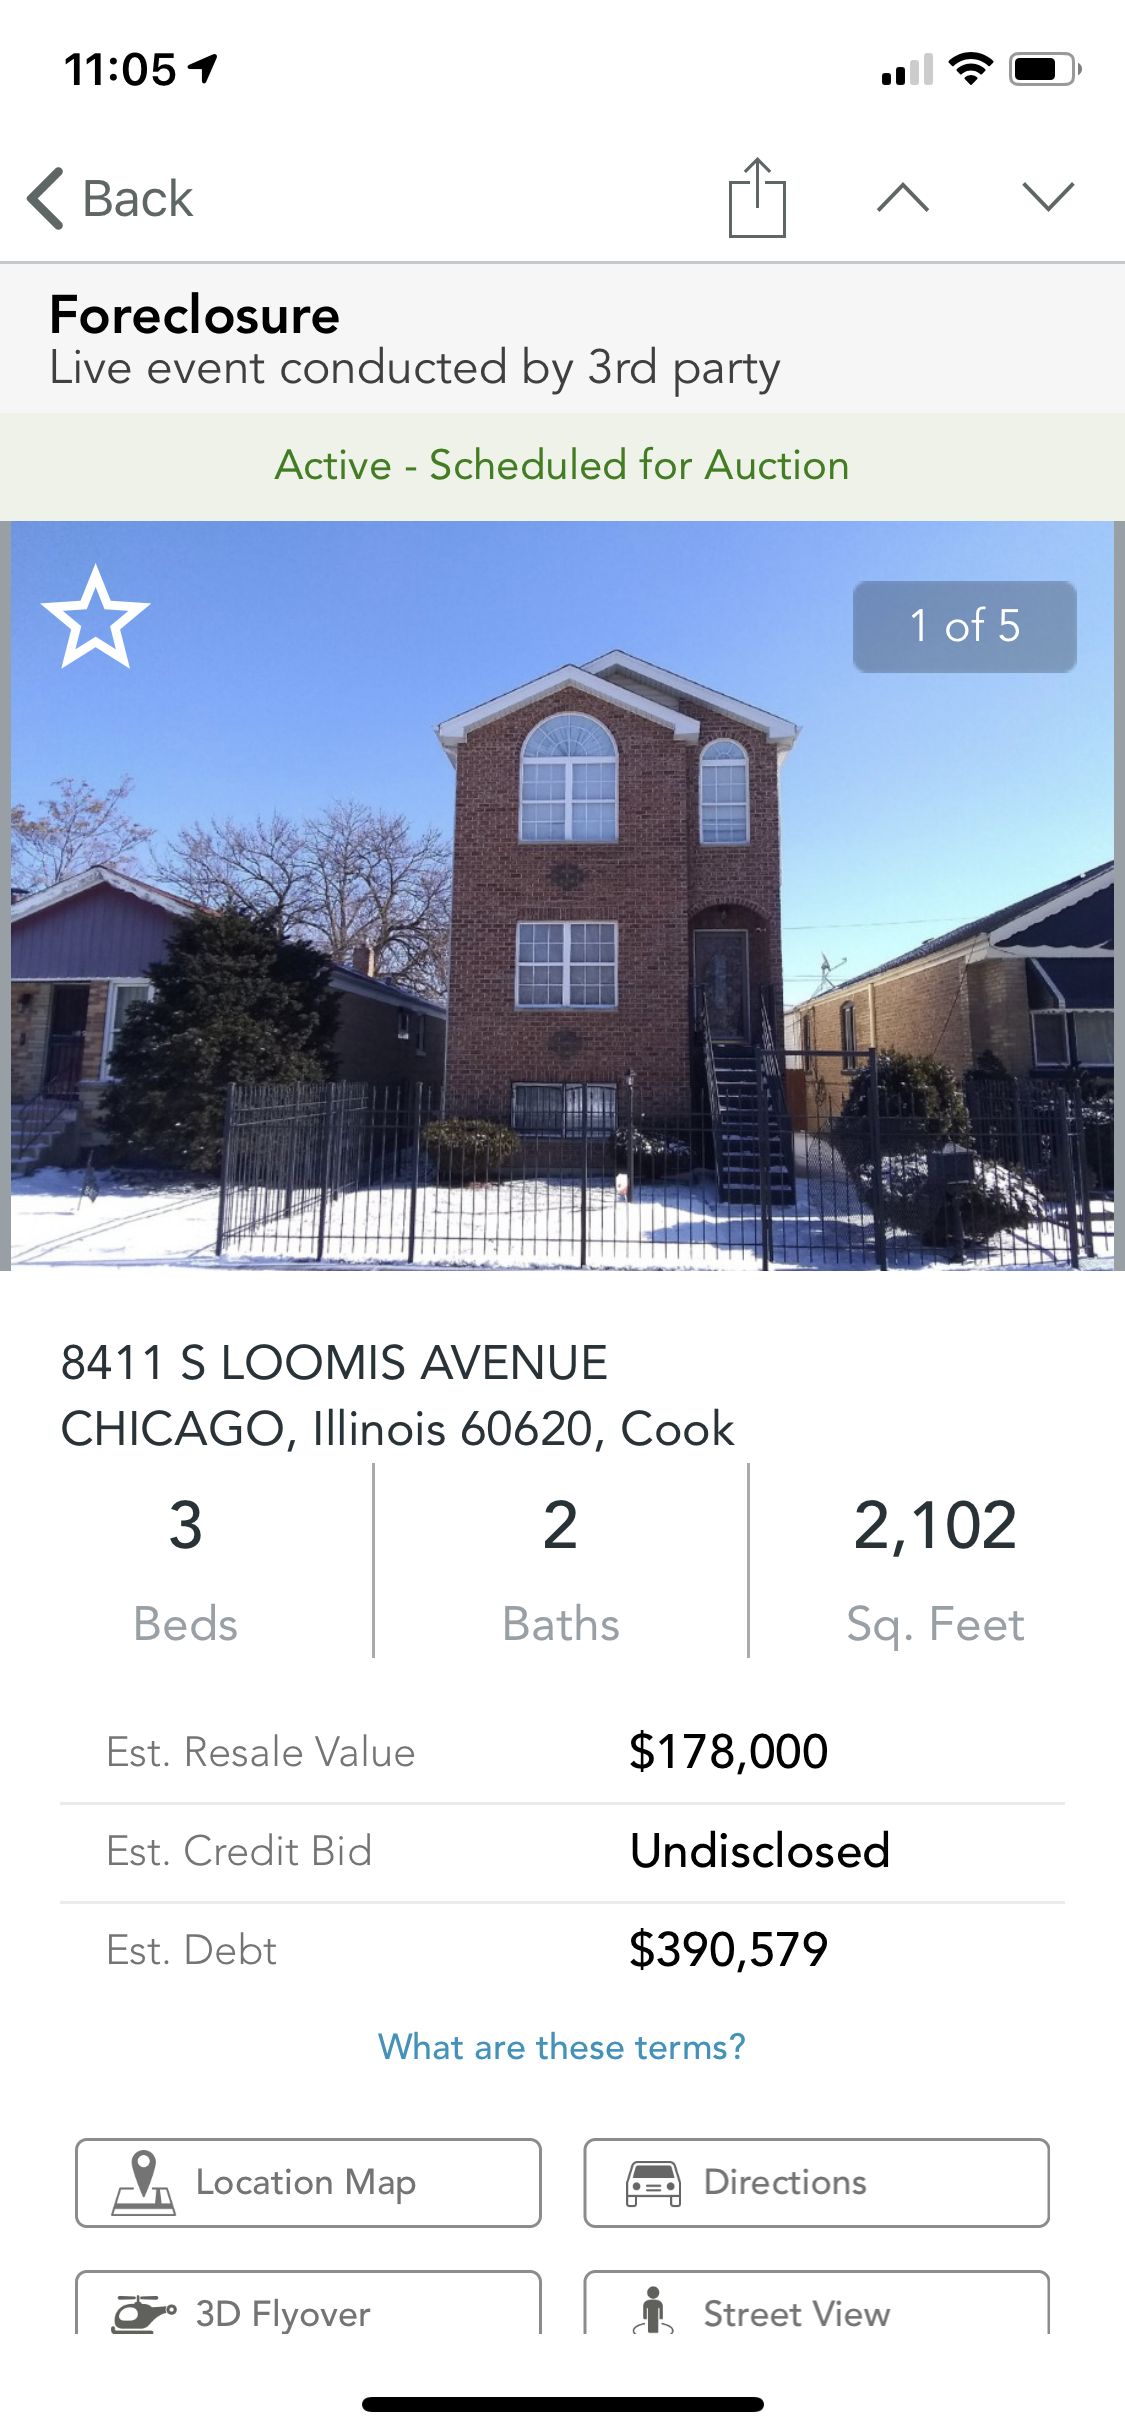 11:05
Back
Foreclosure
Live event conducted by 3rd party
Active - Scheduled for Auction
1 of 5
8411 S LOOMIS AVENUE
CHICAGO, Illinois 60620, Cook
3
2
2,102
Beds
Baths
Sq. Feet
Est. Resale Value $178,000
Est. Credit Bid Undisclosed
Est. Debt $390,579
What are these terms?
Location Map
Directions
3D Flyover
Street View